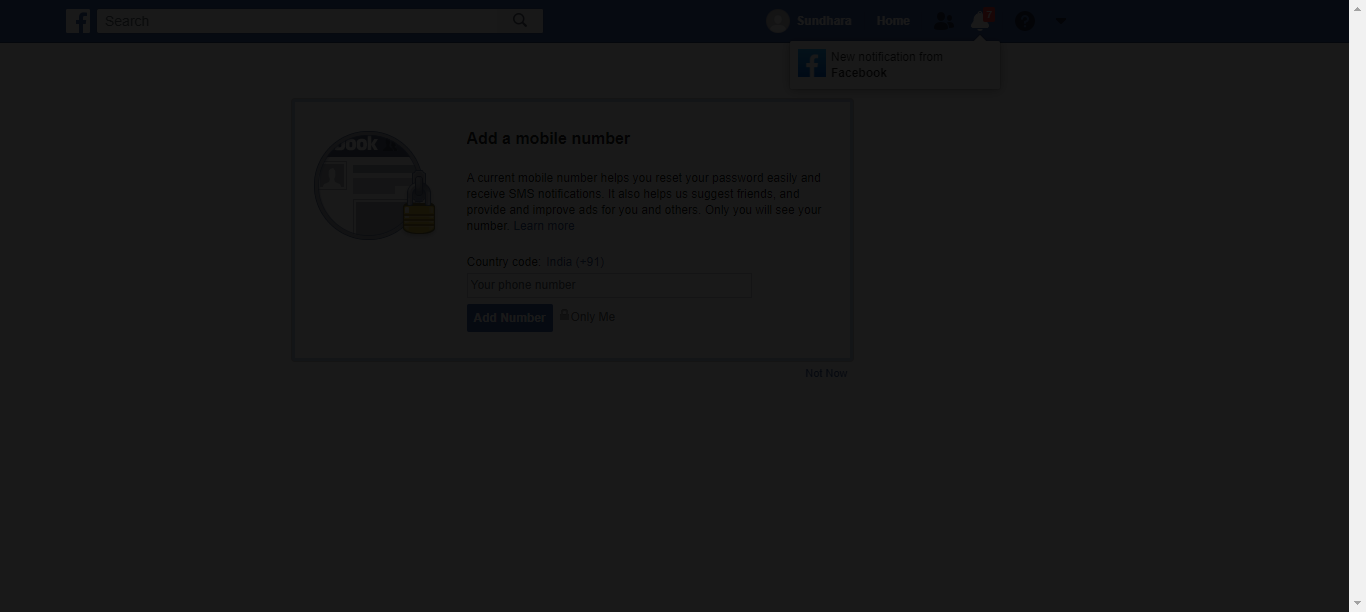 Search
Sundhara
Home
7
New notification from
Facebook
book
Add a mobile number
A current mobile number helps you reset your password easily and
receive SMS notifications. It also helps us suggest friends, and
provide and improve ads for you and others. Only you will see your
number. Learn more
Country code: India (+91)
Your phone number
Add Number
Only Me
Not Now